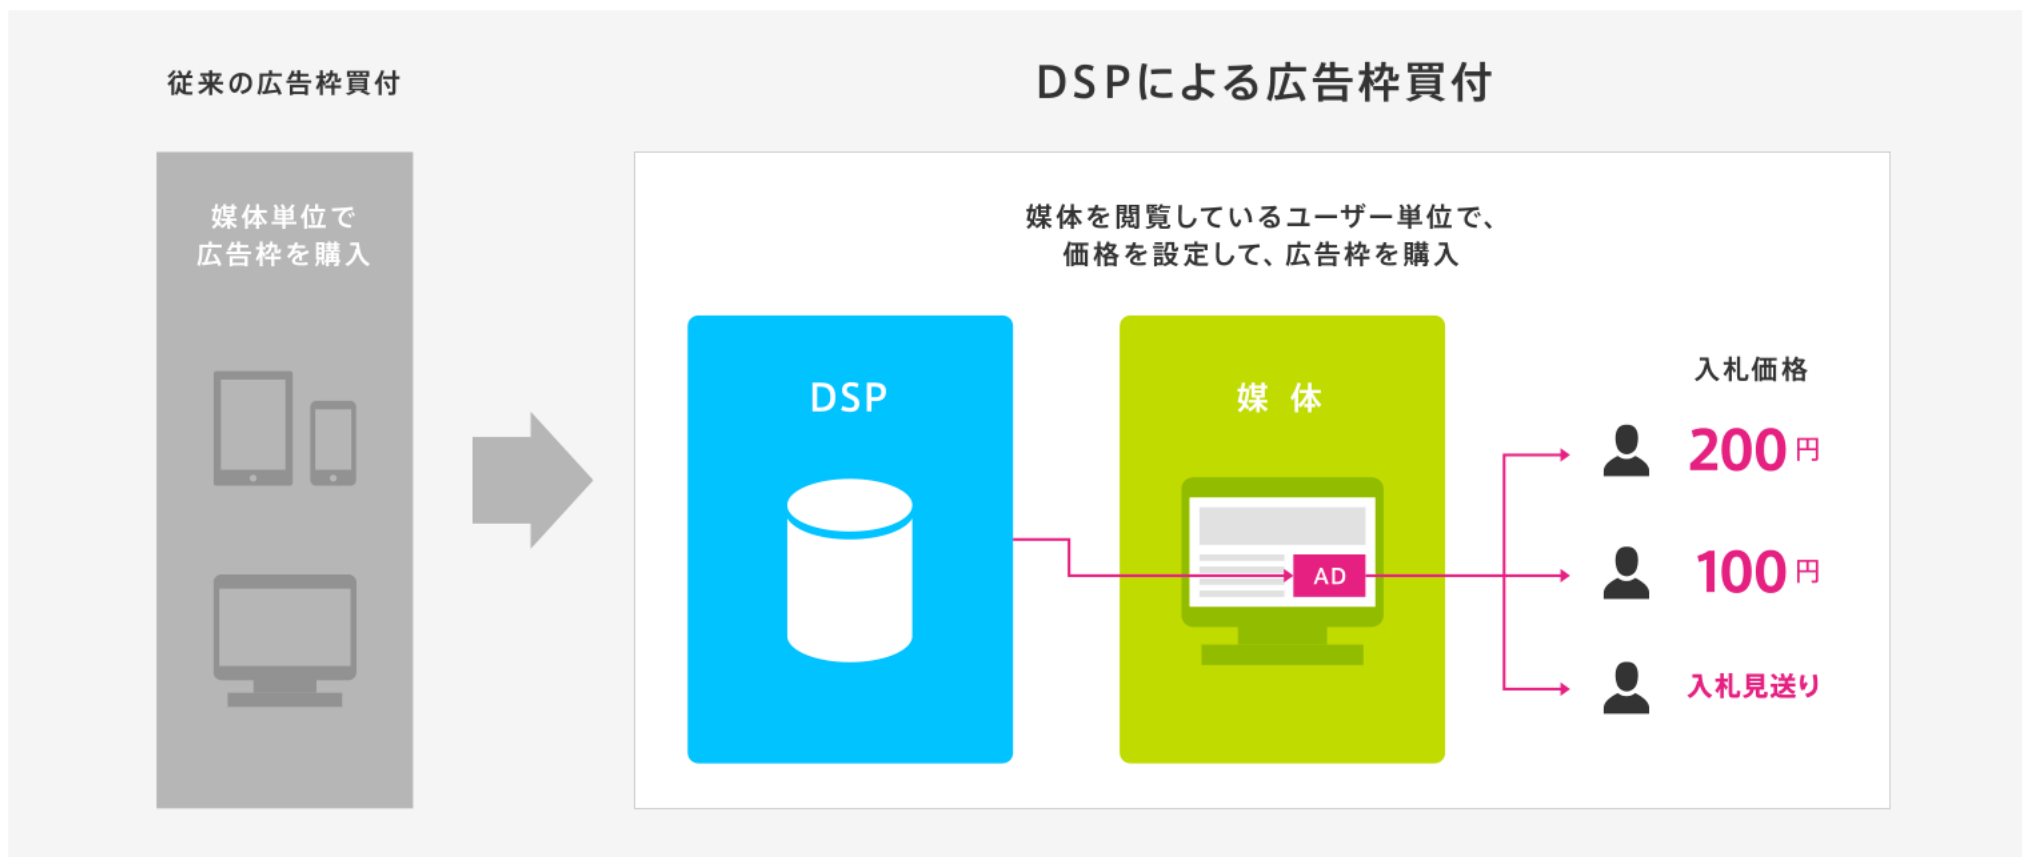 従来の広告枠買付
媒体単位で
広告枠を購入
DSPによる広告枠買付
媒体を閲覧しているユーザー単位で、
価格を設定して、広告枠を購入
DSP
媒体
AD
入札価格
200円
100円
入札見送り